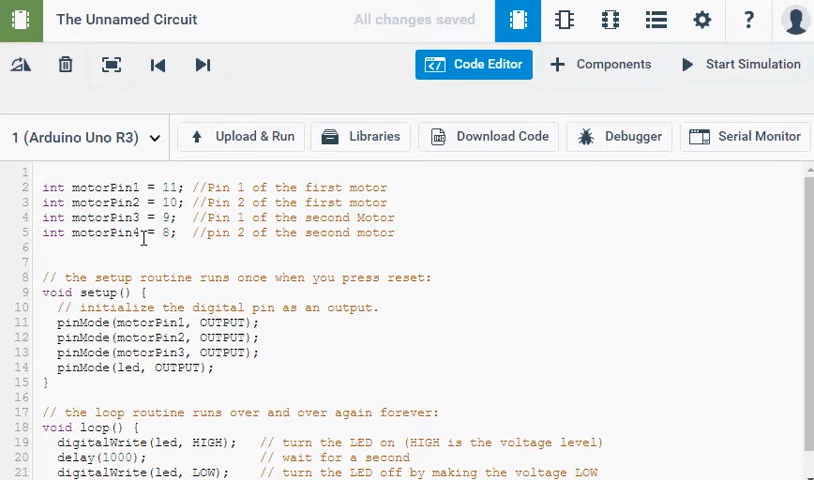 The Unnamed Circuit
All changes saved
?
Code Editor
Components
Start Simulation
1 (Arduino Uno R3)
Upload & Run
Libraries
Download Code
Debugger
Serial Monitor
1
2 int motorPin1 = 11; //Pin 1 of the first motor
3 int motorPin2 = 10; //Pin 2 of the first motor
4 int motorPin3 = 9;  //Pin 1 of the second Motor
5 int motorPin4 = 8;  //pin 2 of the second motor
6
7
8 // the setup routine runs once when you press reset:
9 void setup() {
10   // initialize the digital pin as an output.
11   pinMode(motorPin1, OUTPUT);
12   pinMode(motorPin2, OUTPUT);
13   pinMode(motorPin3, OUTPUT);
14   pinMode(led, OUTPUT);
15 }
16
17 // the loop routine runs over and over again forever:
18 void loop() {
19   digitalWrite(led, HIGH);   // turn the LED on (HIGH is the voltage level)
20   delay(1000);               // wait for a second
21   digitalWrite(led, LOW);    // turn the LED off by making the voltage LOW